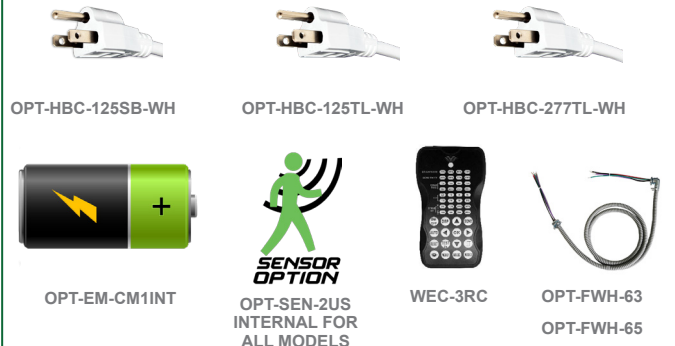 OPT-HBC-125SB-WH
OPT-HBC-125TL-WH
OPT-HBC-277TL-WH
+
SENSOR
OPTION
OPT-EM-CM1INT
OPT-SEN-2US
INTERNAL FOR
ALL MODELS
WEC-3RC
OPT-FWH-63
OPT-FWH-65